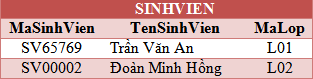 SINHVIEN
MaSinhVien TenSinhVien MaLop
SV65769 Trần Văn An L01
SV00002 Đoàn Minh Hồng L02